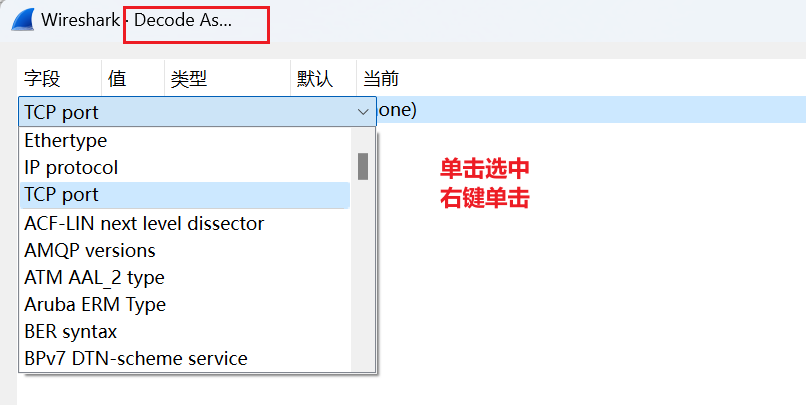 Wireshark · Decode As...
字段 值 类型 默认 当前
TCP port one)
Ethertype
IP protocol
TCP port
ACF-LIN next level dissector
AMQP versions
ATM AAL_2 type
Aruba ERM Type
BER syntax
BPv7 DTN-scheme service
单击选中
右键单击